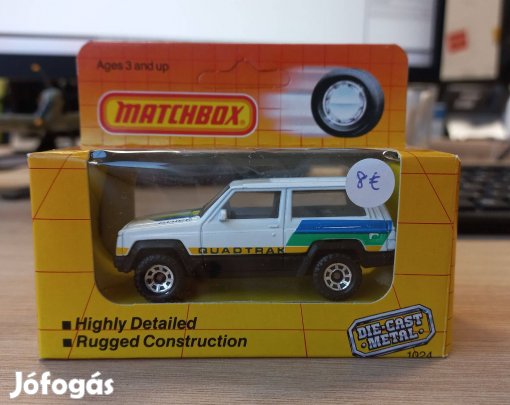 Ages 3 and up
MATCHBOX
8€
QUADTRAK
Highly Detailed
Rugged Construction
DIE-CAST
METAL
1024
Jófogás